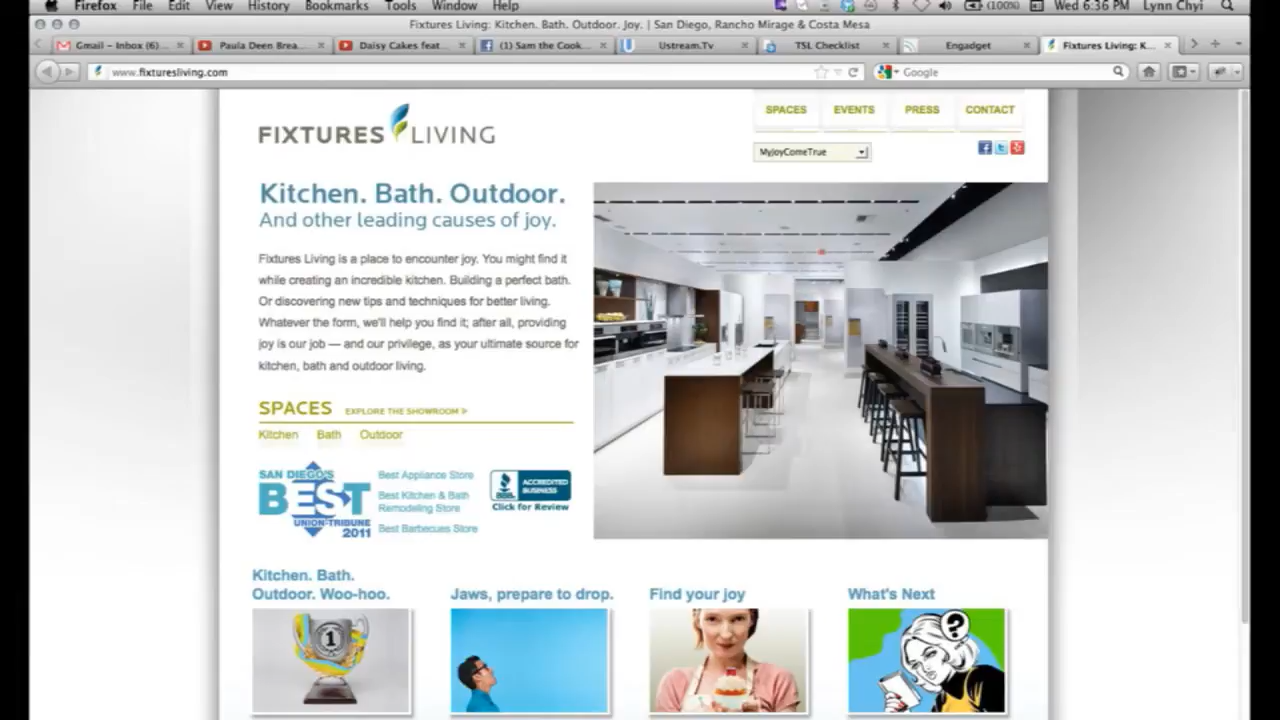 Firefox File Edit View History Bookmarks Tools Window Help (100%) Wed 6:36 PM Lynn Chyi
Fixtures Living: Kitchen. Bath. Outdoor. Joy. | San Diego, Rancho Mirage & Costa Mesa
Gmail – Inbox (6)... Paula Deen Brea... Daisy Cakes feat... (1) Sam the Cook... Ustream.Tv TSL Checklist Engadget Fixtures Living: K...
www.fixturesliving.com Google
FIXTURES LIVING
SPACES EVENTS PRESS CONTACT
MyJoyComeTrue
Kitchen. Bath. Outdoor.
And other leading causes of joy.
Fixtures Living is a place to encounter joy. You might find it
while creating an incredible kitchen. Building a perfect bath.
Or discovering new tips and techniques for better living.
Whatever the form, we'll help you find it; after all, providing
joy is our job — and our privilege, as your ultimate source for
kitchen, bath and outdoor living.
SPACES EXPLORE THE SHOWROOM >
Kitchen Bath Outdoor
SAN DIEGO'S
BEST
UNION-TRIBUNE
2011
Best Appliance Store
Best Kitchen & Bath
Remodeling Store
Best Barbecues Store
BBB
ACCREDITED
BUSINESS
Click for Review
Kitchen. Bath.
Outdoor. Woo-hoo.
Jaws, prepare to drop.
Find your joy
What's Next
1
?